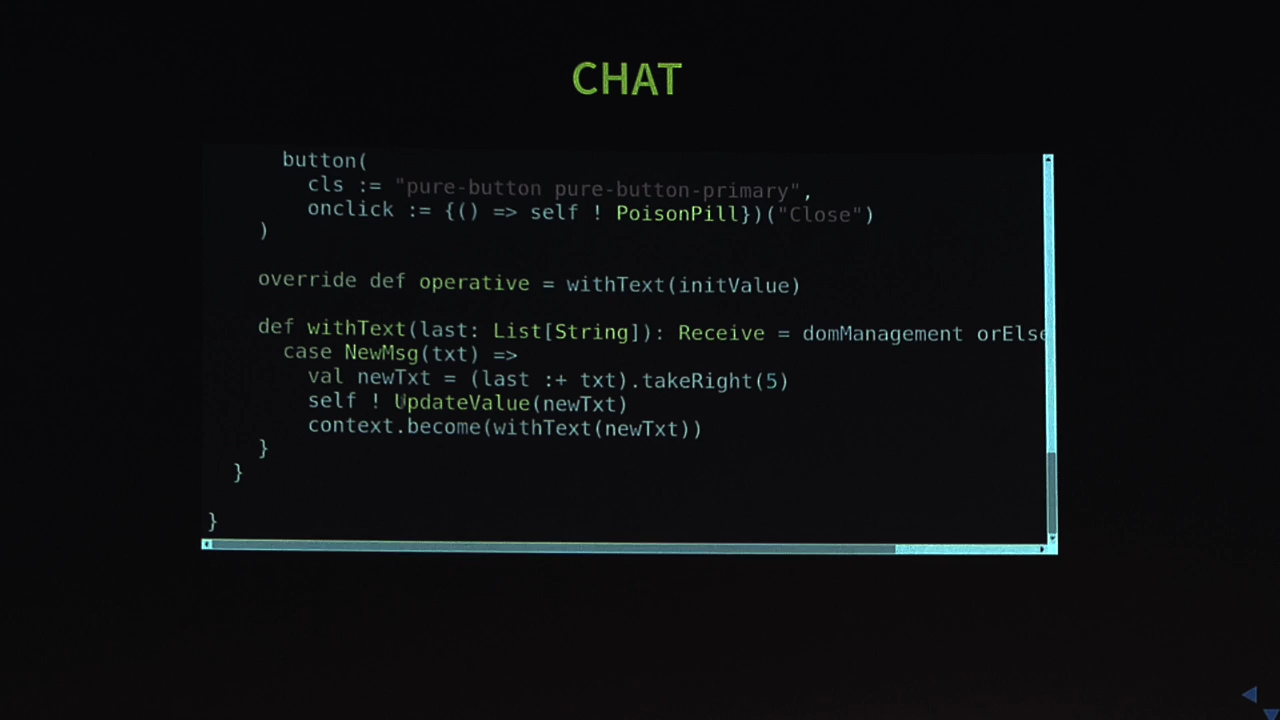 CHAT
button(
cls := "pure-button pure-button-primary",
onclick := {() => self ! PoisonPill})("Close")
)
override def operative = withText(initValue)
def withText(last: List[String]): Receive = domManagement orElse
case NewMsg(txt) =>
val newTxt = (last :+ txt).takeRight(5)
self ! UpdateValue(newTxt)
context.become(withText(newTxt))
}
}
}